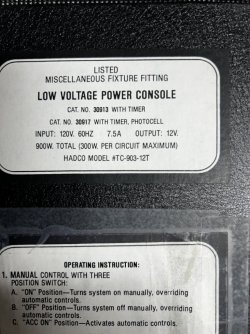 LISTED
MISCELLANEOUS FIXTURE FITTING
LOW VOLTAGE POWER CONSOLE
CAT. NO. 30913 WITH TIMER
CAT. NO. 30917 WITH TIMER, PHOTOCELL
INPUT: 120V. 60HZ 7.5A OUTPUT: 12V.
900W. TOTAL (300W. PER CIRCUIT MAXIMUM)
HADCO MODEL #TC-903-12T
OPERATING INSTRUCTION:
1. MANUAL CONTROL WITH THREE
POSITION SWITCH:
A. "ON" Position—Turns system on manually, overriding
automatic controls.
B. "OFF" Position—Turns system off manually, overriding
automatic controls.
C. "ACC ON" Position—Activates automatic controls.